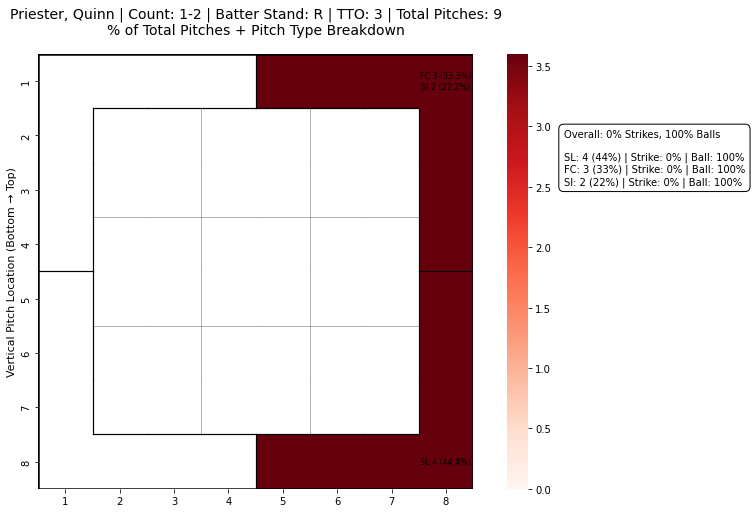 Priester, Quinn | Count: 1-2 | Batter Stand: R | TTO: 3 | Total Pitches: 9
% of Total Pitches + Pitch Type Breakdown
FC 3 (33.3%)
SI 2 (22.2%)
SL 4 (44.4%)
Vertical Pitch Location (Bottom → Top)
1
2
3
4
5
6
7
8
1
2
3
4
5
6
7
8
3.5
3.0
2.5
2.0
1.5
1.0
0.5
0.0
Overall: 0% Strikes, 100% Balls
SL: 4 (44%) | Strike: 0% | Ball: 100%
FC: 3 (33%) | Strike: 0% | Ball: 100%
SI: 2 (22%) | Strike: 0% | Ball: 100%